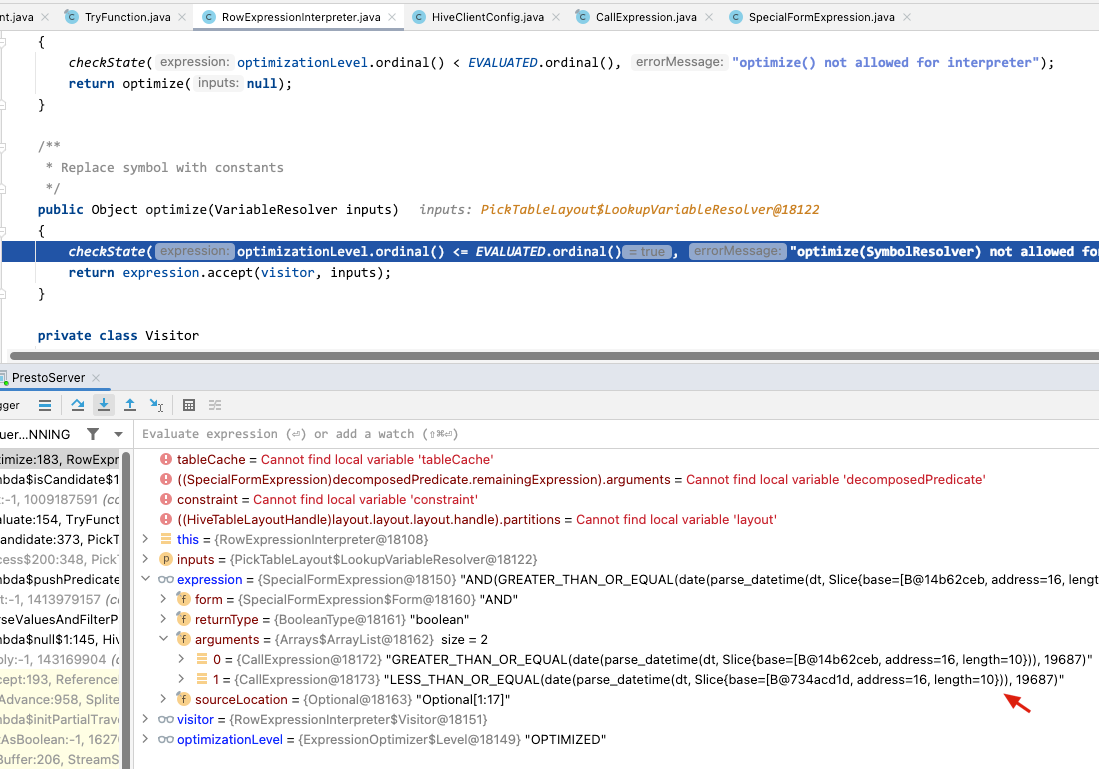 nt.java × TryFunction.java × RowExpressionInterpreter.java × HiveClientConfig.java × CallExpression.java × SpecialFormExpression.java ×
{
checkState( expression: optimizationLevel.ordinal() < EVALUATED.ordinal(), errorMessage: "optimize() not allowed for interpreter");
return optimize( inputs: null);
}
/**
* Replace symbol with constants
*/
public Object optimize(VariableResolver inputs) inputs: PickTableLayout$LookupVariableResolver@18122
{
checkState( expression: optimizationLevel.ordinal() <= EVALUATED.ordinal() = true , errorMessage: "optimize(SymbolResolver) not allowed fo
return expression.accept(visitor, inputs);
}
private class Visitor
PrestoServer ×
gger
uer...NNING
Evaluate expression (⏎) or add a watch (⇧⌘⏎)
timize:183, RowExpr
tableCache = Cannot find local variable 'tableCache'
mbda$isCandidate$1
((SpecialFormExpression)decomposedPredicate.remainingExpression).arguments = Cannot find local variable 'decomposedPredicate'
t:-1, 1009187591 (co
constraint = Cannot find local variable 'constraint'
aluate:154, TryFunct
((HiveTableLayoutHandle)layout.layout.layout.handle).partitions = Cannot find local variable 'layout'
andidate:373, PickT
this = {RowExpressionInterpreter@18108}
cess$200:348, PickT
inputs = {PickTableLayout$LookupVariableResolver@18122}
mbda$pushPredicate
expression = {SpecialFormExpression@18150} "AND(GREATER_THAN_OR_EQUAL(date(parse_datetime(dt, Slice{base=[B@14b62ceb, address=16, lengt
t:-1, 1413979157 (co
form = {SpecialFormExpression$Form@18160} "AND"
rseValuesAndFilterP
returnType = {BooleanType@18161} "boolean"
mbda$null$1:145, Hiv
arguments = {Arrays$ArrayList@18162} size = 2
ply:-1, 143169904 (c
0 = {CallExpression@18172} "GREATER_THAN_OR_EQUAL(date(parse_datetime(dt, Slice{base=[B@14b62ceb, address=16, length=10})), 19687)"
cept:193, Reference
1 = {CallExpression@18173} "LESS_THAN_OR_EQUAL(date(parse_datetime(dt, Slice{base=[B@734acd1d, address=16, length=10})), 19687)"
Advance:958, Splite
sourceLocation = {Optional@18163} "Optional[1:17]"
mbda$initPartialTrav
visitor = {RowExpressionInterpreter$Visitor@18151}
tAsBoolean:-1, 1627
optimizationLevel = {ExpressionOptimizer$Level@18149} "OPTIMIZED"
Buffer:206, StreamS